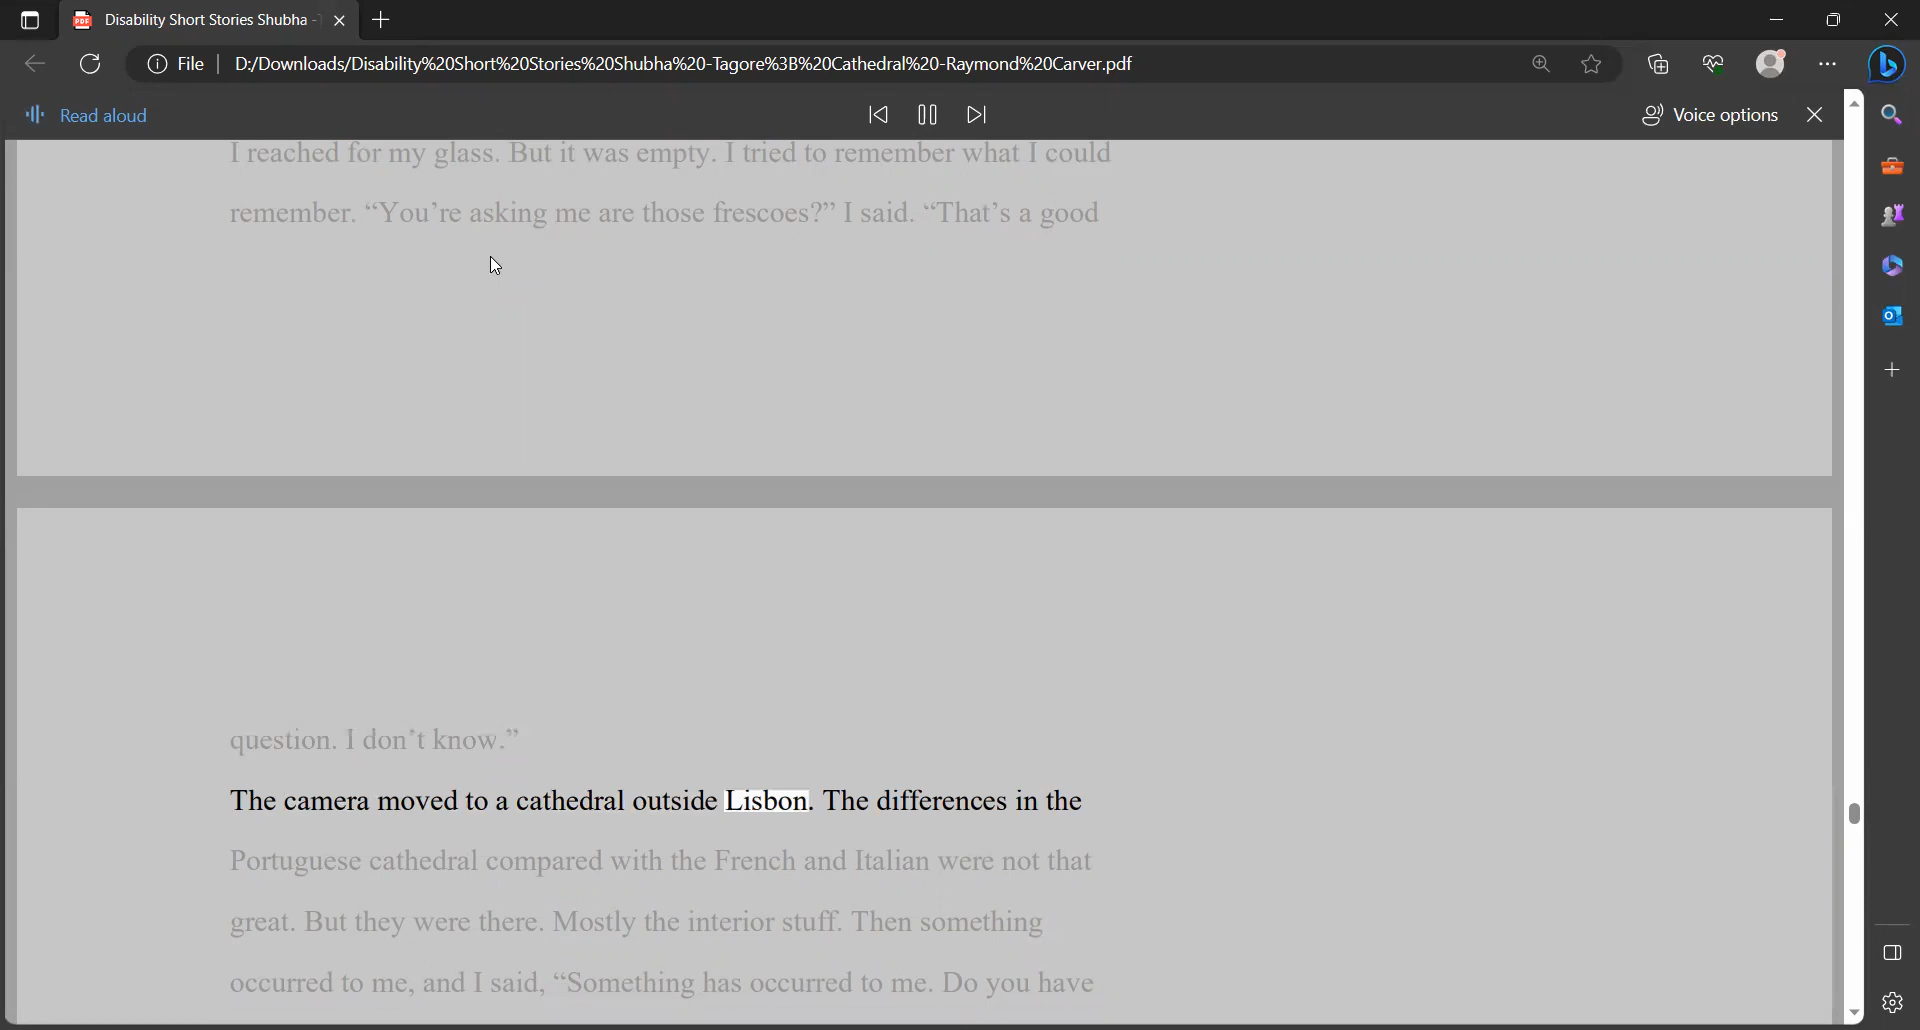 Disability Short Stories Shubha -
File
D:/Downloads/Disability%20Short%20Stories%20Shubha%20-Tagore%3B%20Cathedral%20-Raymond%20Carver.pdf
Read aloud
Voice options
I reached for my glass. But it was empty. I tried to remember what I could
remember. “You’re asking me are those frescoes?” I said. “That’s a good
question. I don’t know.”
The camera moved to a cathedral outside Lisbon. The differences in the
Portuguese cathedral compared with the French and Italian were not that
great. But they were there. Mostly the interior stuff. Then something
occurred to me, and I said, “Something has occurred to me. Do you have